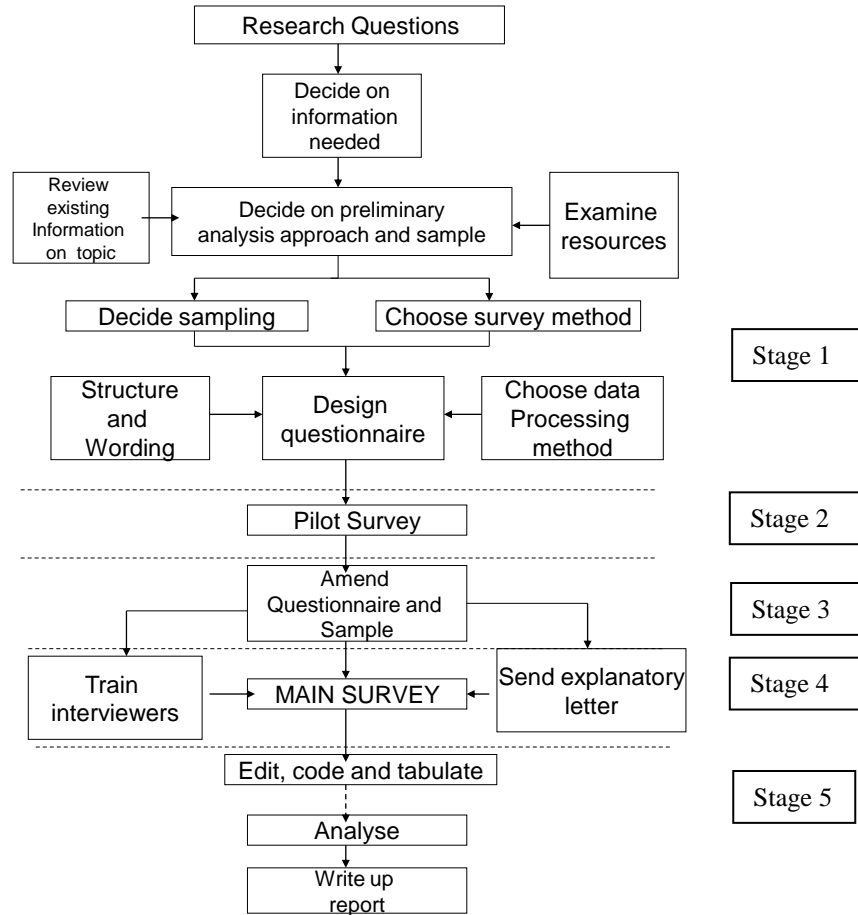 Research Questions
Decide on
information
needed
Review
existing
Information
on topic
Decide on preliminary
analysis approach and sample
Examine
resources
Decide sampling
Choose survey method
Stage 1
Structure
and
Wording
Design
questionnaire
Choose data
Processing
method
Pilot Survey
Stage 2
Amend
Questionnaire and
Sample
Stage 3
Train
interviewers
MAIN SURVEY
Send explanatory
letter
Stage 4
Edit, code and tabulate
Stage 5
Analyse
Write up
report